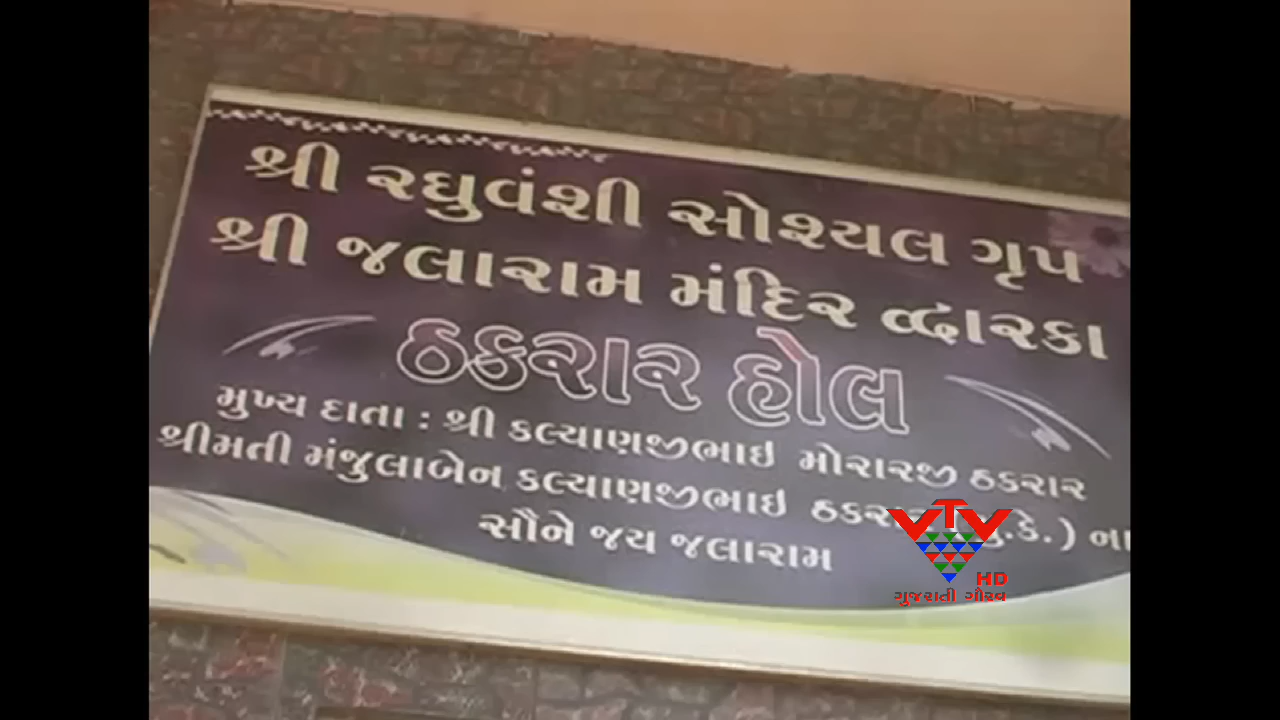 શ્રી રઘુવંશી સોશ્યલ ગૃપ
શ્રી જલારામ મંદિર વ્દારકા
ઠકરાર હોલ
મુખ્ય દાતા : શ્રી કલ્યાણજીભાઇ મોરારજી ઠકરાર
શ્રીમતી મંજુલાબેન કલ્યાણજીભાઇ ઠકરાર (યુ.કે.) ના
સૌને જય જલારામ
VTV
HD
ગુજરાતી ગૌરવ